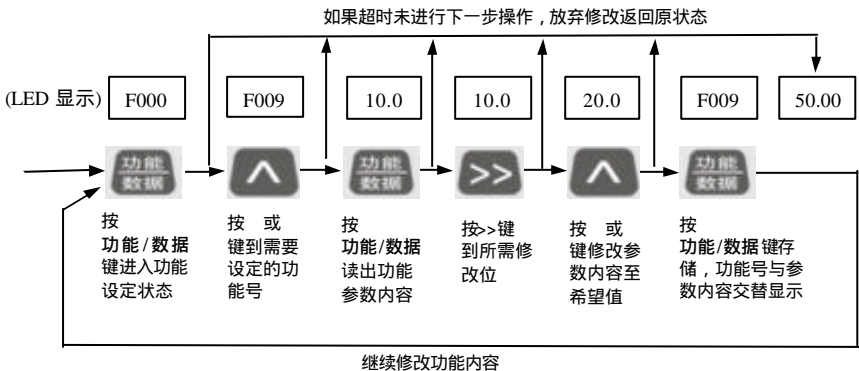 如果超时未进行下一步操作，放弃修改返回原状态
(LED 显示)
F000
F009
10.0
10.0
20.0
F009
50.00
功能
数据
∧
功能
数据
>>
∧
功能
数据
按
功能/数据
键进入功能
设定状态
按 或
键到需要
设定的功
能号
按
功能/数据
读出功能
参数内容
按>>键
到所需修
改位
按 或
键修改参
数内容至
希望值
按
功能/数据键存
储，功能号与参
数内容交替显示
继续修改功能内容